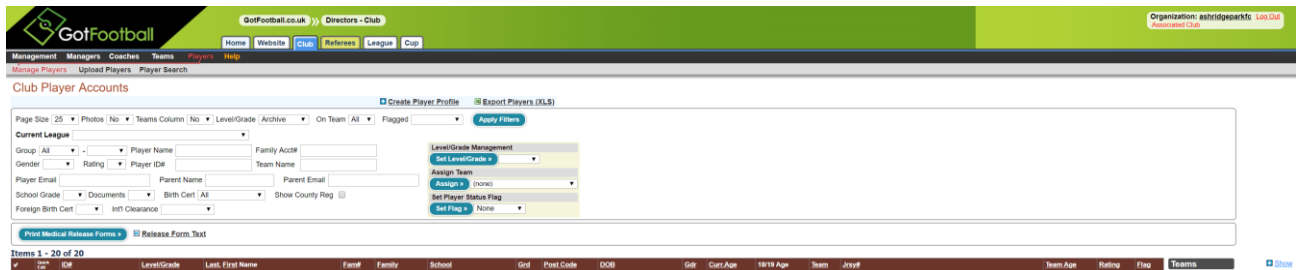 GotFootball
GotFootball.co.uk )) Directors - Club
Organization: ashridgeparkfc Log Out
Associated Club
Home Website Club Referees League Cup
Management Managers Coaches Teams Players Help
Manage Players Upload Players Player Search
Club Player Accounts
Create Player Profile Export Players (XLS)
Page Size 25 Photos No Teams Column No Level/Grade Archive On Team All Flagged Apply Filters
Current League
Group All - Player Name Family Acct# Level/Grade Management
Gender Rating Player ID# Team Name Set Level/Grade »
Player Email Parent Name Parent Email Assign Team
Assign » (none)
School Grade Documents Birth Cert All Show County Reg Set Player Status Flag
Foreign Birth Cert Int'l Clearance Set Flag » None
Print Medical Release Forms » Release Form Text
Items 1 - 20 of 20
✓ Quick Edit ID# Level/Grade Last, First Name Fam# Family School Grd Post Code DOB Gdr Curr.Age 18/19 Age Team Jrsy# Team Age Rating Flag Teams Show